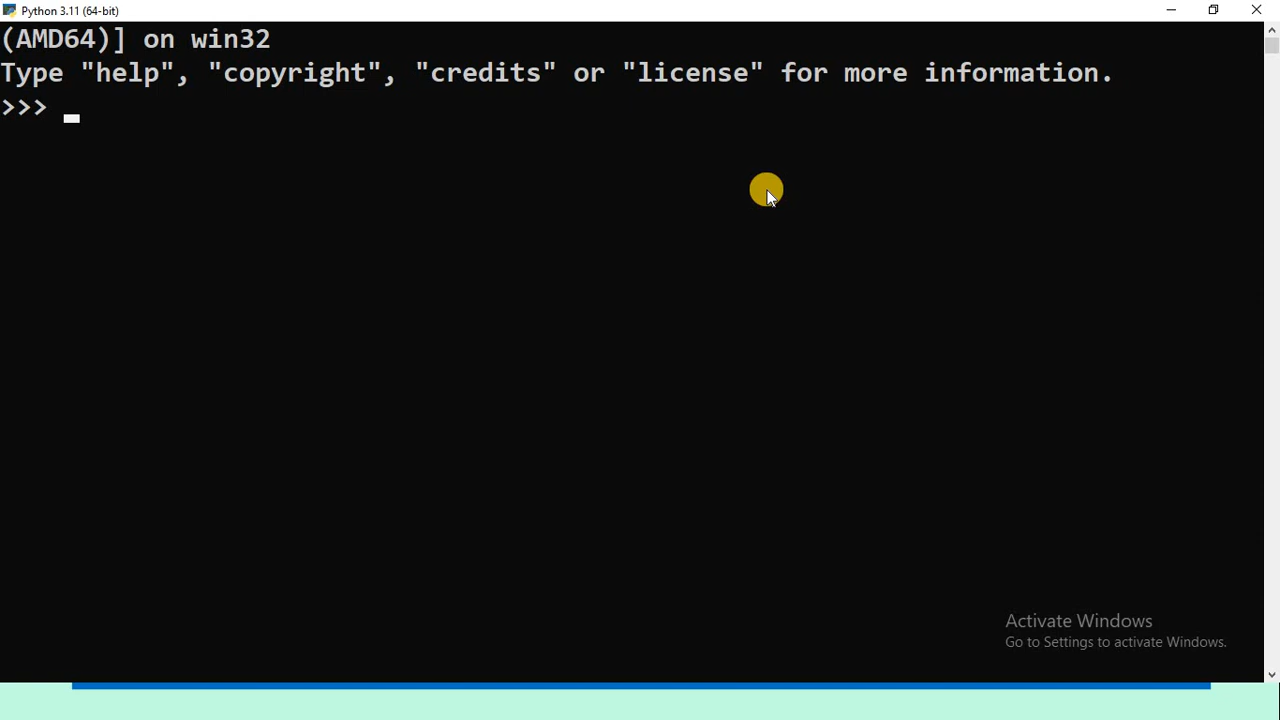 Python 3.11 (64-bit)
(AMD64)] on win32
Type "help", "copyright", "credits" or "license" for more information.
>>>
Activate Windows
Go to Settings to activate Windows.